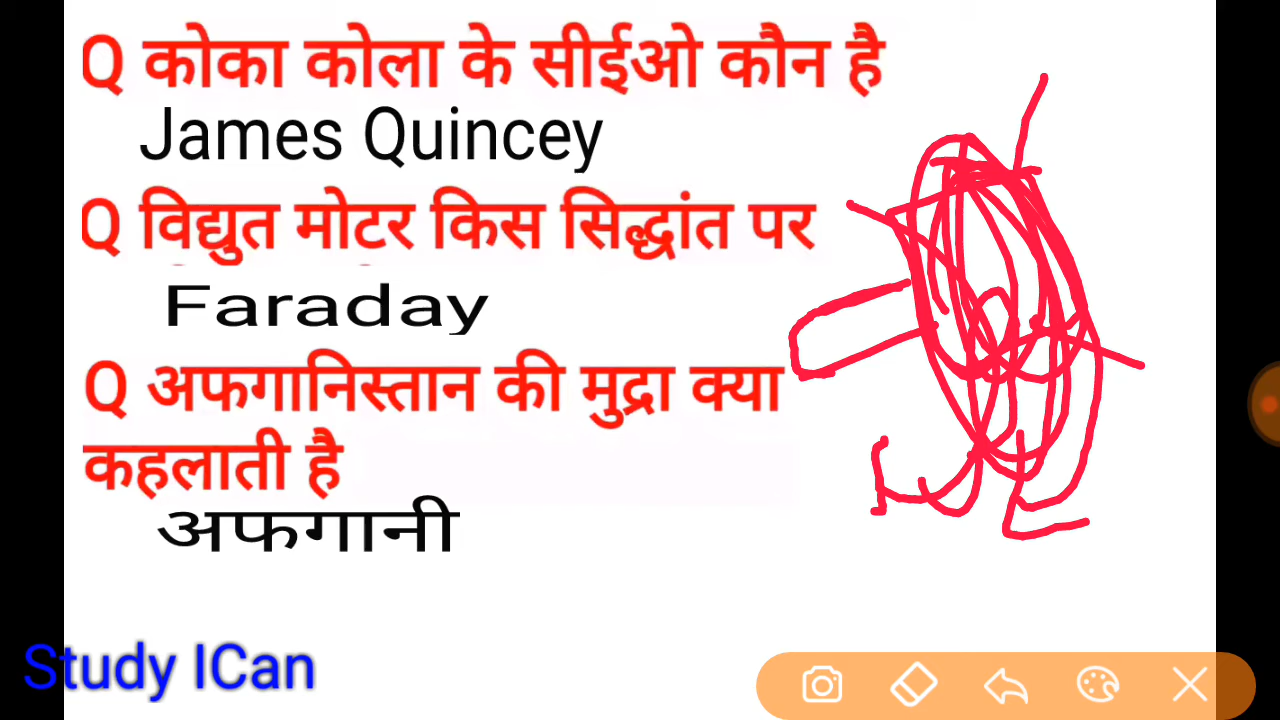 Q कोका कोला के सीईओ कौन है
James Quincey
Q विद्युत मोटर किस सिद्धांत पर
Faraday
Q अफगानिस्तान की मुद्रा क्या
कहलाती है
अफगानी
Study ICan